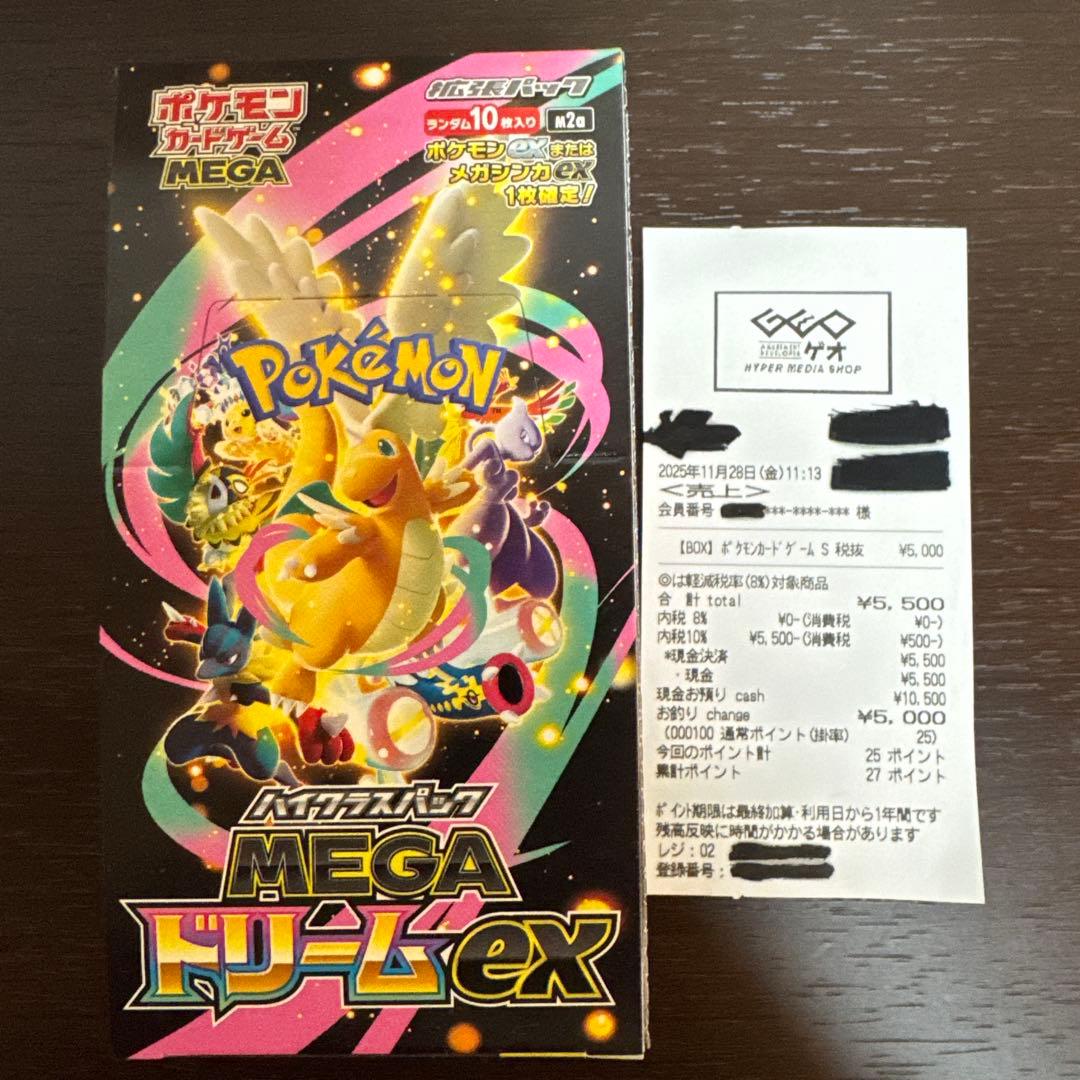 ポケモン
カードゲーム
MEGA
拡張パック
ランダム10枚入り M2a
ポケモンexまたは
メガシンカex
1枚確定!
POKéMON
TM
ハイクラスパック
MEGA
ドリームex
GEO
AMUSEMENT
DEVELOPER ゲオ
HYPER MEDIA SHOP
2025年11月28日(金)11:13
<売上>
会員番号 ***-****-*** 様
【BOX】ポケモンカードゲーム S 税抜 ¥5,000
◎は軽減税率(8%)対象商品
合 計 total ¥5,500
内税 8% ¥0-(消費税 ¥0-)
内税10% ¥5,500-(消費税 ¥500-)
*現金決済 ¥5,500
・現金 ¥5,500
現金お預り cash ¥10,500
お釣り change ¥5,000
(000100 通常ポイント(掛率) 25)
今回のポイント計 25 ポイント
累計ポイント 27 ポイント
ポイント期限は最終加算・利用日から1年間です
残高反映に時間がかかる場合があります
レジ:02
登録番号: